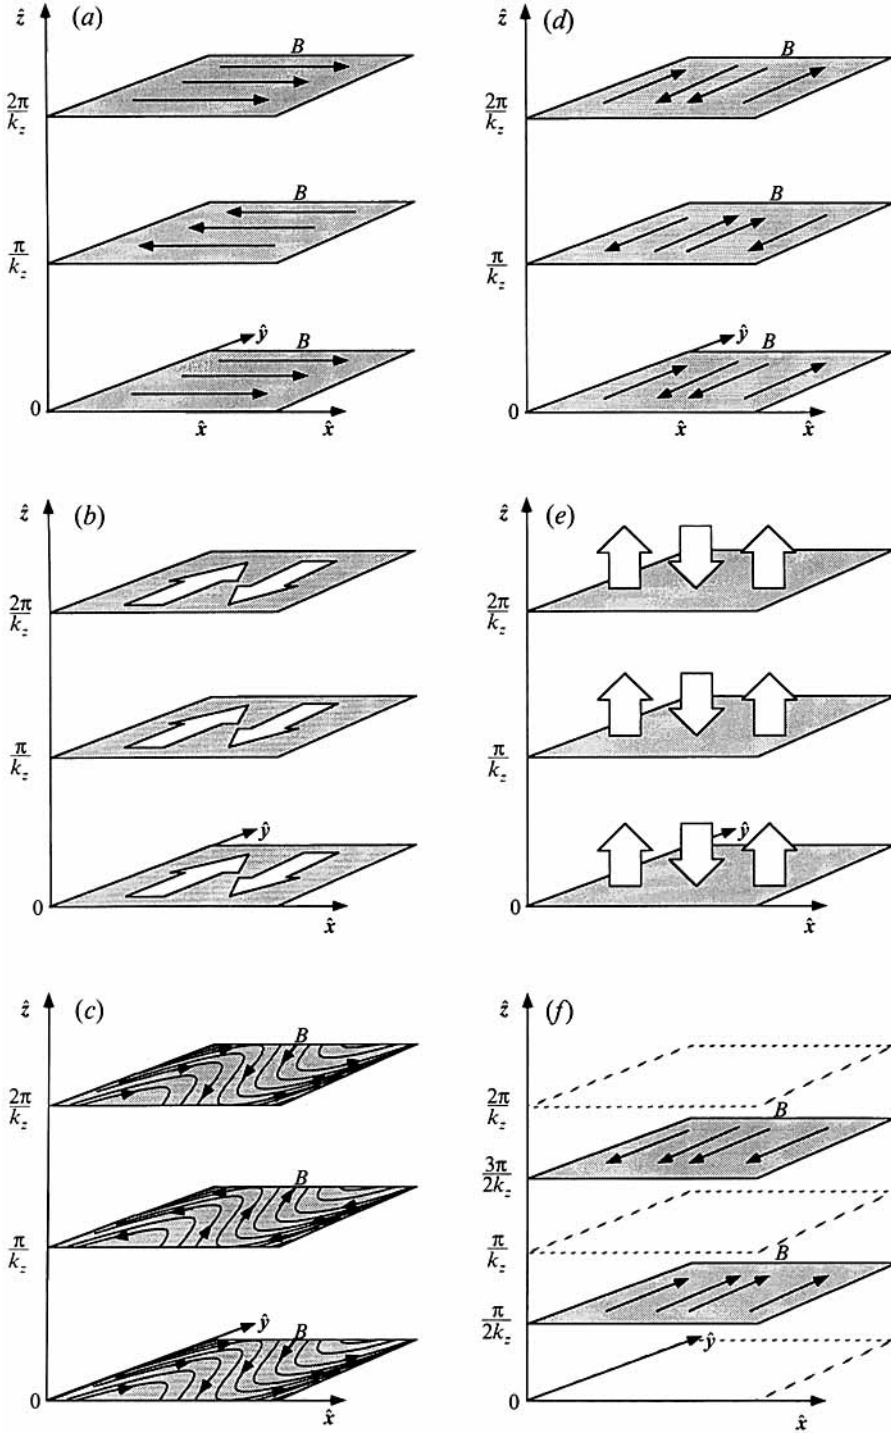 ẑ (a)
B
2π/k_z
B
π/k_z
ŷ
B
0
x̂ x̂
ẑ (b)
2π/k_z
π/k_z
ŷ
0
x̂
ẑ (c)
B
2π/k_z
B
π/k_z
ŷ
B
0
x̂
(d)
ẑ
B
2π/k_z
B
π/k_z
ŷ
B
0
x̂ x̂
ẑ (e)
2π/k_z
π/k_z
ŷ
0
x̂
ẑ (f)
2π/k_z
B
3π/2k_z
π/k_z
B
π/2k_z
ŷ
0
x̂